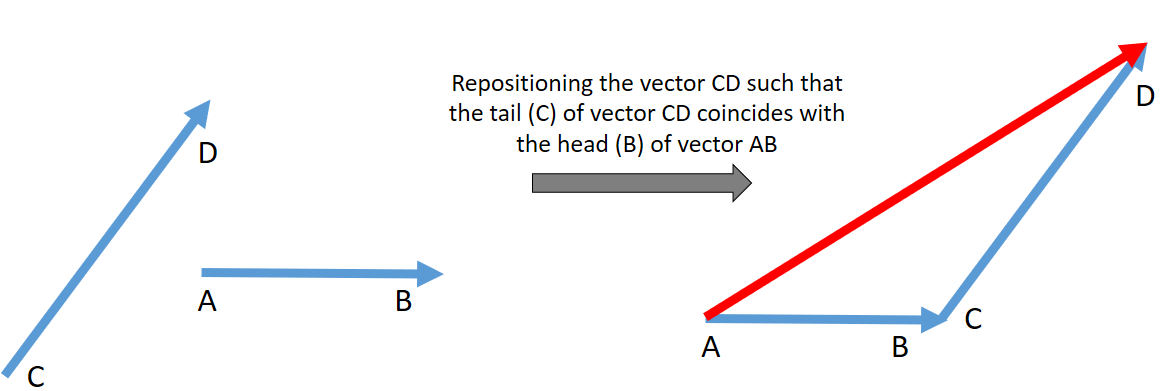 Repositioning the vector CD such that
the tail (C) of vector CD coincides with
the head (B) of vector AB
D
A
B
C
D
C
A
B